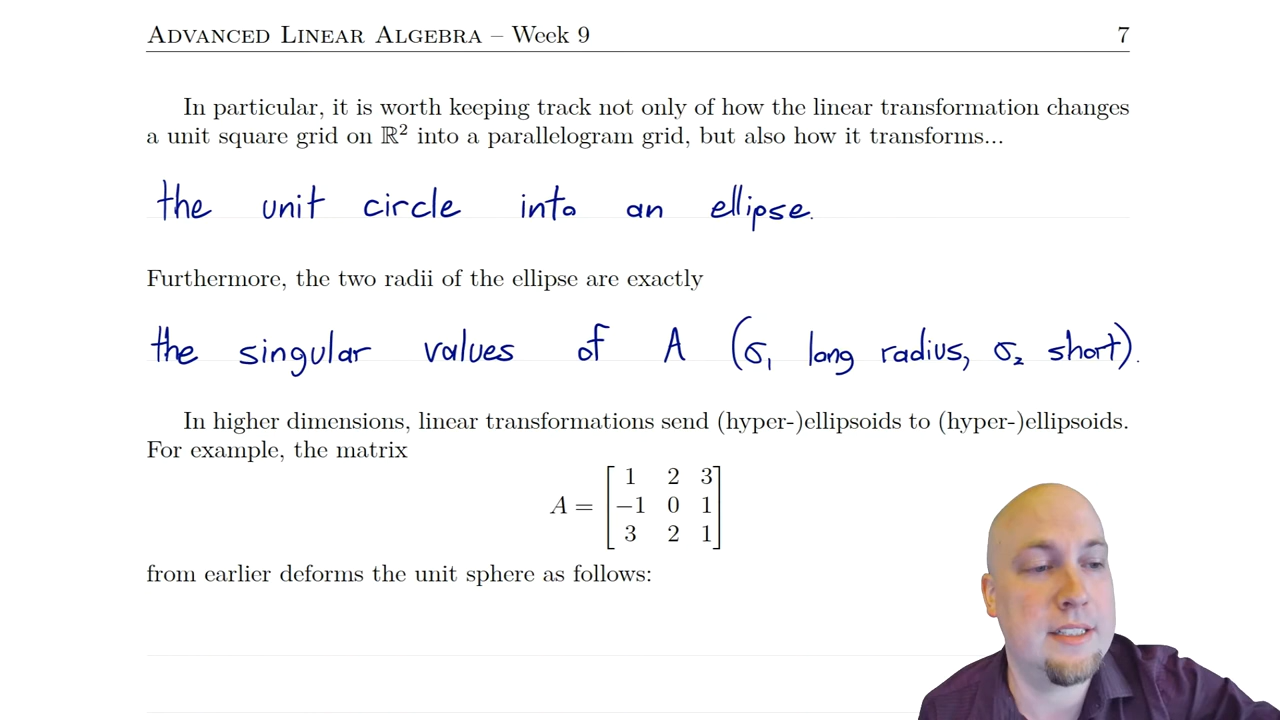 ADVANCED LINEAR ALGEBRA – Week 9 7
In particular, it is worth keeping track not only of how the linear transformation changes
a unit square grid on ℝ² into a parallelogram grid, but also how it transforms...
the unit circle into an ellipse.
Furthermore, the two radii of the ellipse are exactly
the singular values of A (σ₁ long radius, σ₂ short).
In higher dimensions, linear transformations send (hyper-)ellipsoids to (hyper-)ellipsoids.
For example, the matrix
1 2 3
A = −1 0 1
3 2 1
from earlier deforms the unit sphere as follows: